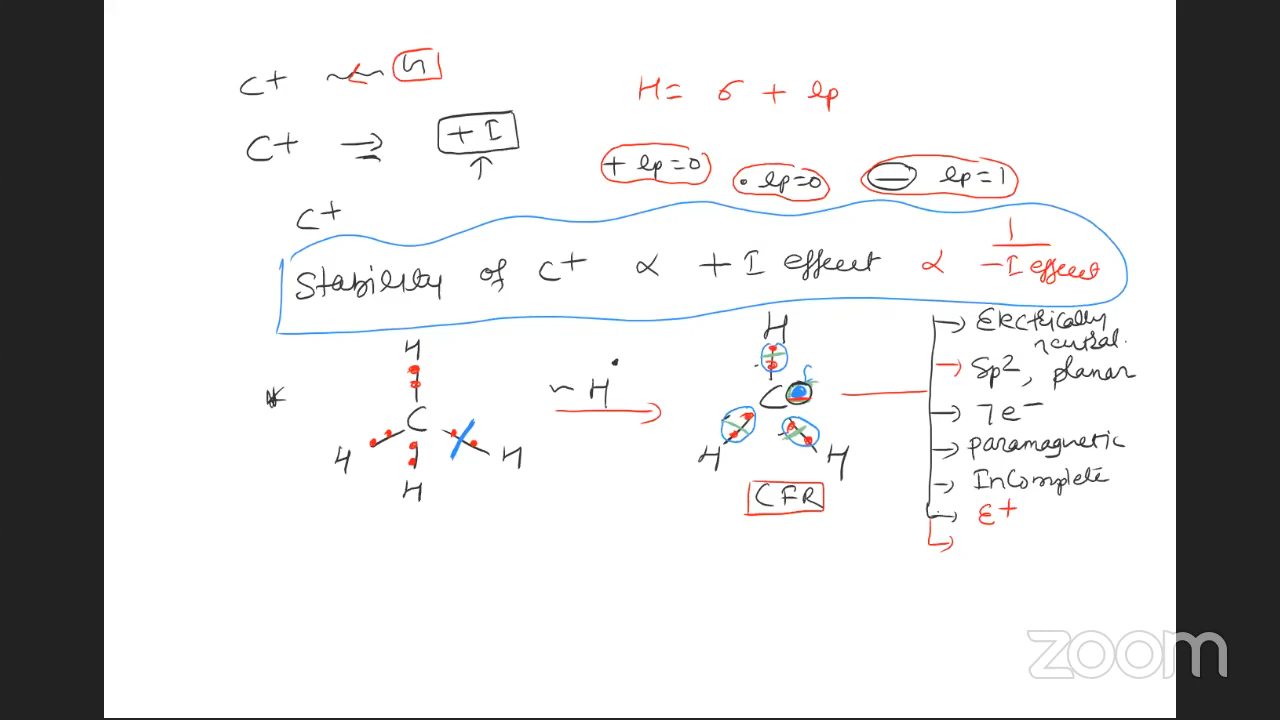 C+ G
H = σ + lp
C+ → +I
+ lp=0 • lp=0 – lp=1
C+
Stability of C+ ∝ +I effect ∝ 1/-I effect
H
C
H
H
H
~ H•
H
C
H
H
CFR
→ Electrically neutral.
→ Sp2, planar
→ 7e–
→ paramagnetic
→ Incomplete
→ ε+
zoom